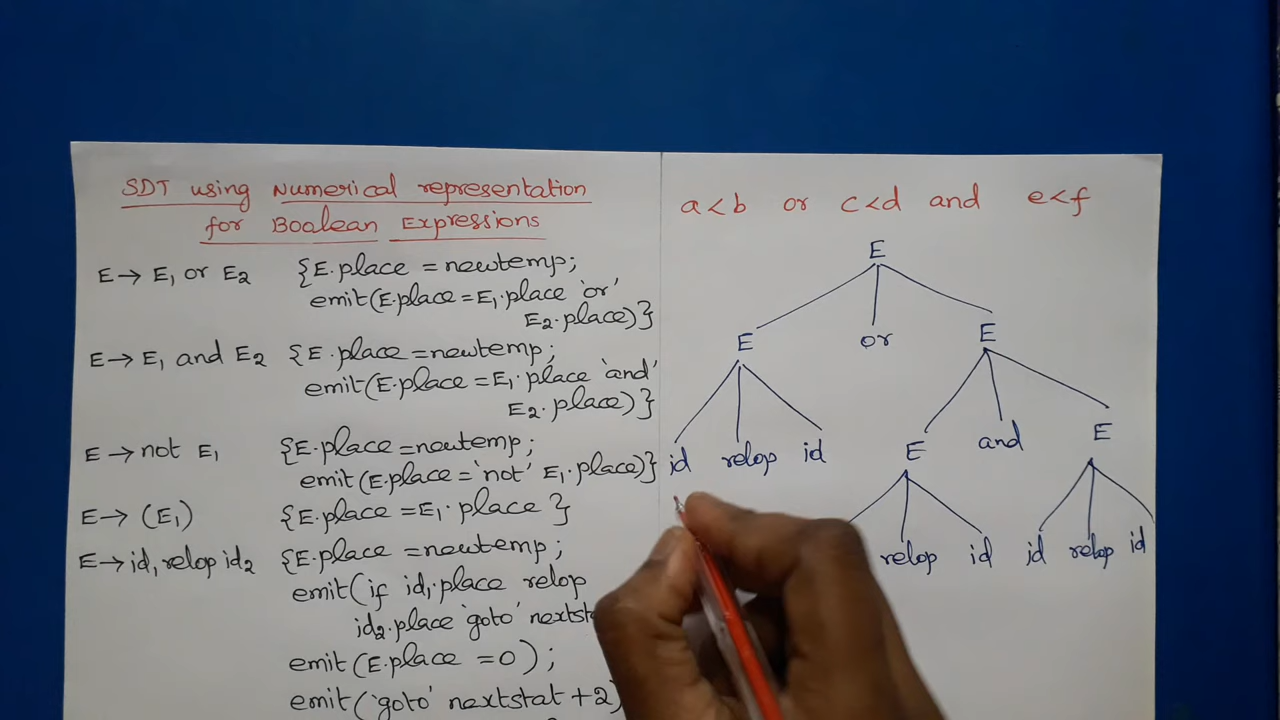 SDT using Numerical representation
for Boolean Expressions
E → E₁ or E₂ {E.place = newtemp;
emit(E.place = E₁.place 'or'
E₂.place)}
E → E₁ and E₂ {E.place = newtemp;
emit(E.place = E₁.place 'and'
E₂.place)}
E → not E₁ {E.place = newtemp;
emit(E.place = 'not' E₁.place)}
E → (E₁) {E.place = E₁.place }
E → id₁ relop id₂ {E.place = newtemp;
emit(if id₁.place relop
id₂.place 'goto'
emit (E.place = 0);
emit('goto' nextstat + 2)
a < b or c < d and e < f
E
E or E
E and E
id relop id
relop id id relop id